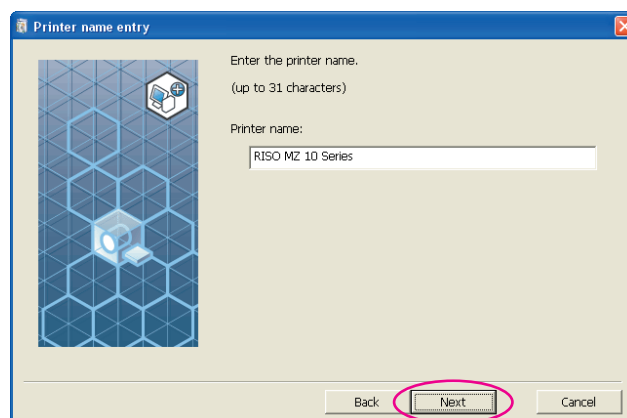 Printer name entry
Enter the printer name.
(up to 31 characters)
Printer name:
RISO MZ 10 Series
Back
Next
Cancel